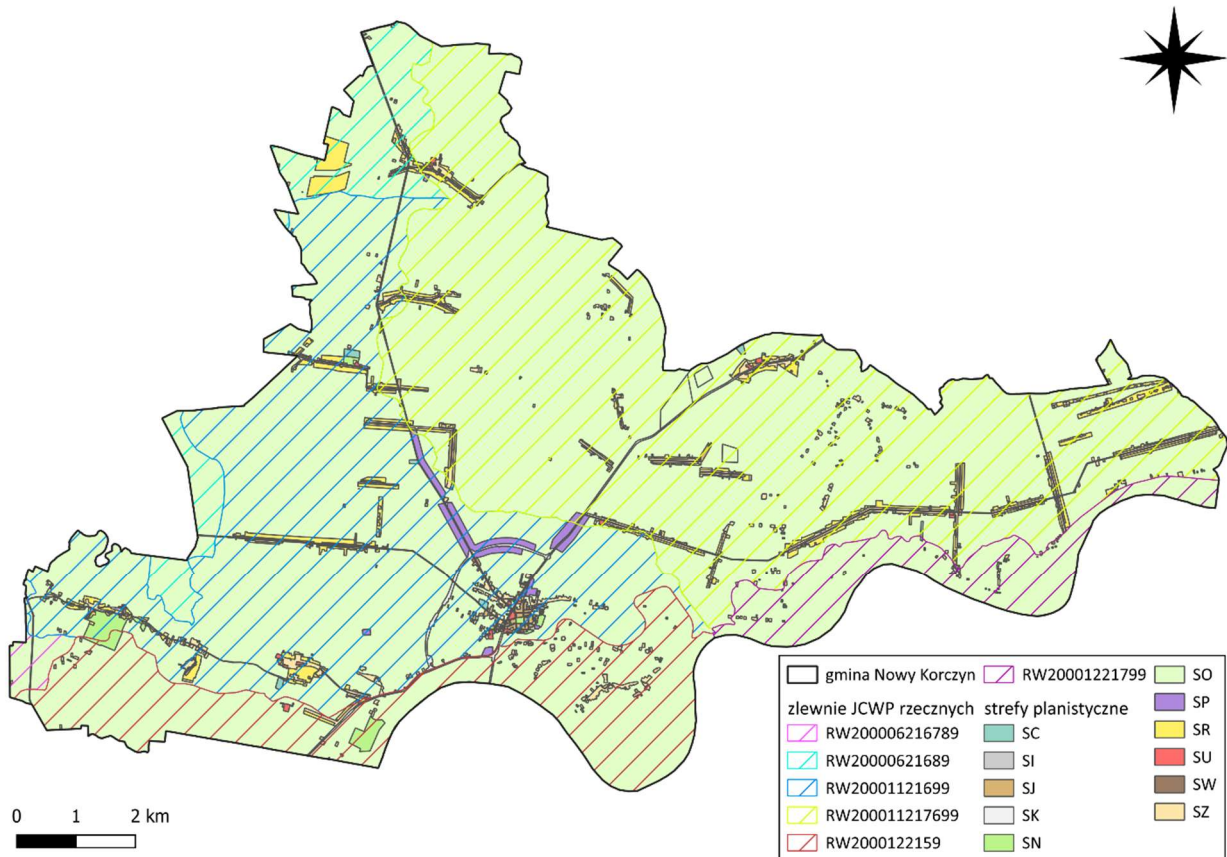 0 1 2 km
gmina Nowy Korczyn
zlewnie JCWP rzecznych
RW200006216789
RW20000621689
RW20001121699
RW200011217699
RW2000122159
RW20001221799
strefy planistyczne
SC
SI
SJ
SK
SN
SO
SP
SR
SU
SW
SZ